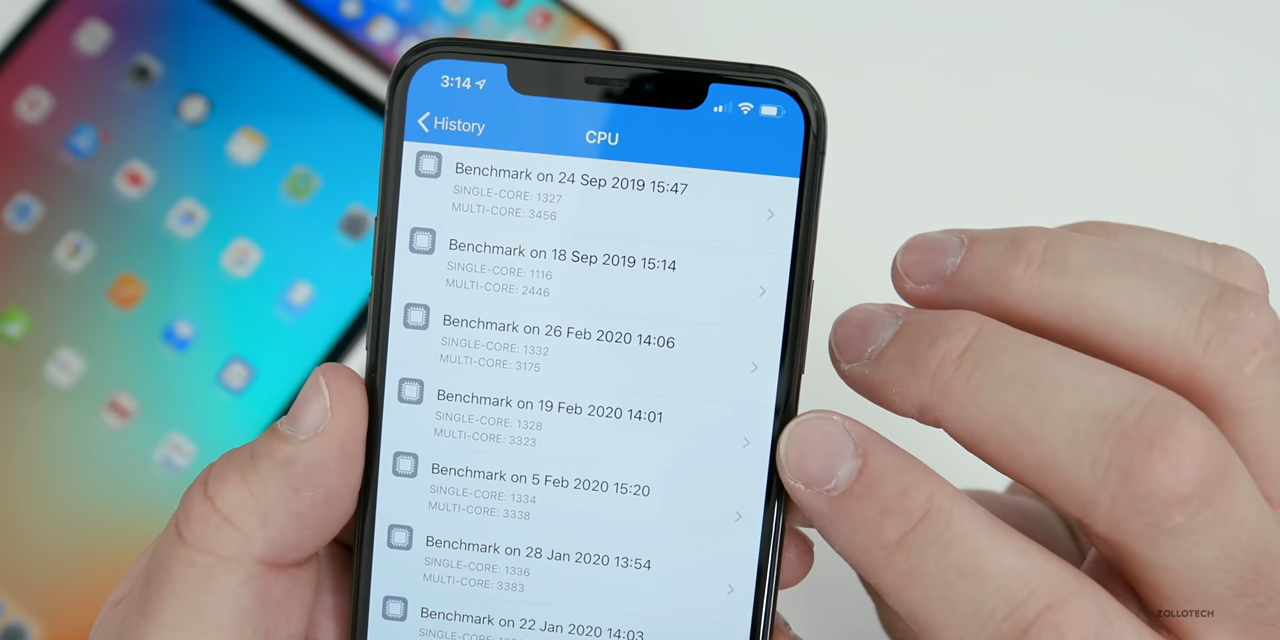 3:14
History
CPU
Benchmark on 24 Sep 2019 15:47
SINGLE-CORE: 1327
MULTI-CORE: 3456
Benchmark on 18 Sep 2019 15:14
SINGLE-CORE: 1116
MULTI-CORE: 2446
Benchmark on 26 Feb 2020 14:06
SINGLE-CORE: 1332
MULTI-CORE: 3175
Benchmark on 19 Feb 2020 14:01
SINGLE-CORE: 1328
MULTI-CORE: 3323
Benchmark on 5 Feb 2020 15:20
SINGLE-CORE: 1334
MULTI-CORE: 3338
Benchmark on 28 Jan 2020 13:54
SINGLE-CORE: 1336
MULTI-CORE: 3383
Benchmark on 22 Jan 2020 14:03
SINGLE-CORE:
ZOLLOTECH